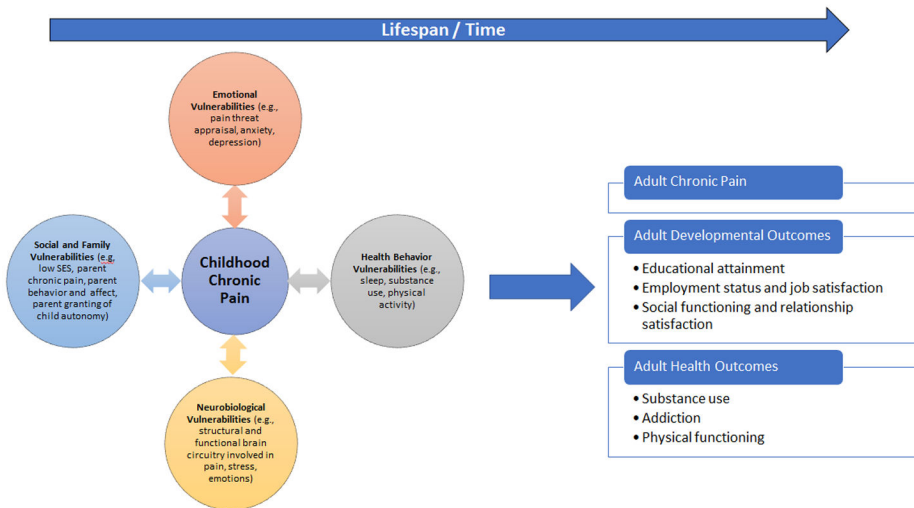 Lifespan / Time
Emotional
Vulnerabilities (e.g.,
pain threat
appraisal, anxiety,
depression)
Social and Family
Vulnerabilities (e.g,
low SES, parent
chronic pain, parent
behavior and affect,
parent granting of
child autonomy)
Childhood
Chronic
Pain
Health Behavior
Vulnerabilities (e.g.,
sleep, substance
use, physical
activity)
Neurobiological
Vulnerabilities (e.g.,
structural and
functional brain
circuitry involved in
pain, stress,
emotions)
Adult Chronic Pain
Adult Developmental Outcomes
• Educational attainment
• Employment status and job satisfaction
• Social functioning and relationship
satisfaction
Adult Health Outcomes
• Substance use
• Addiction
• Physical functioning